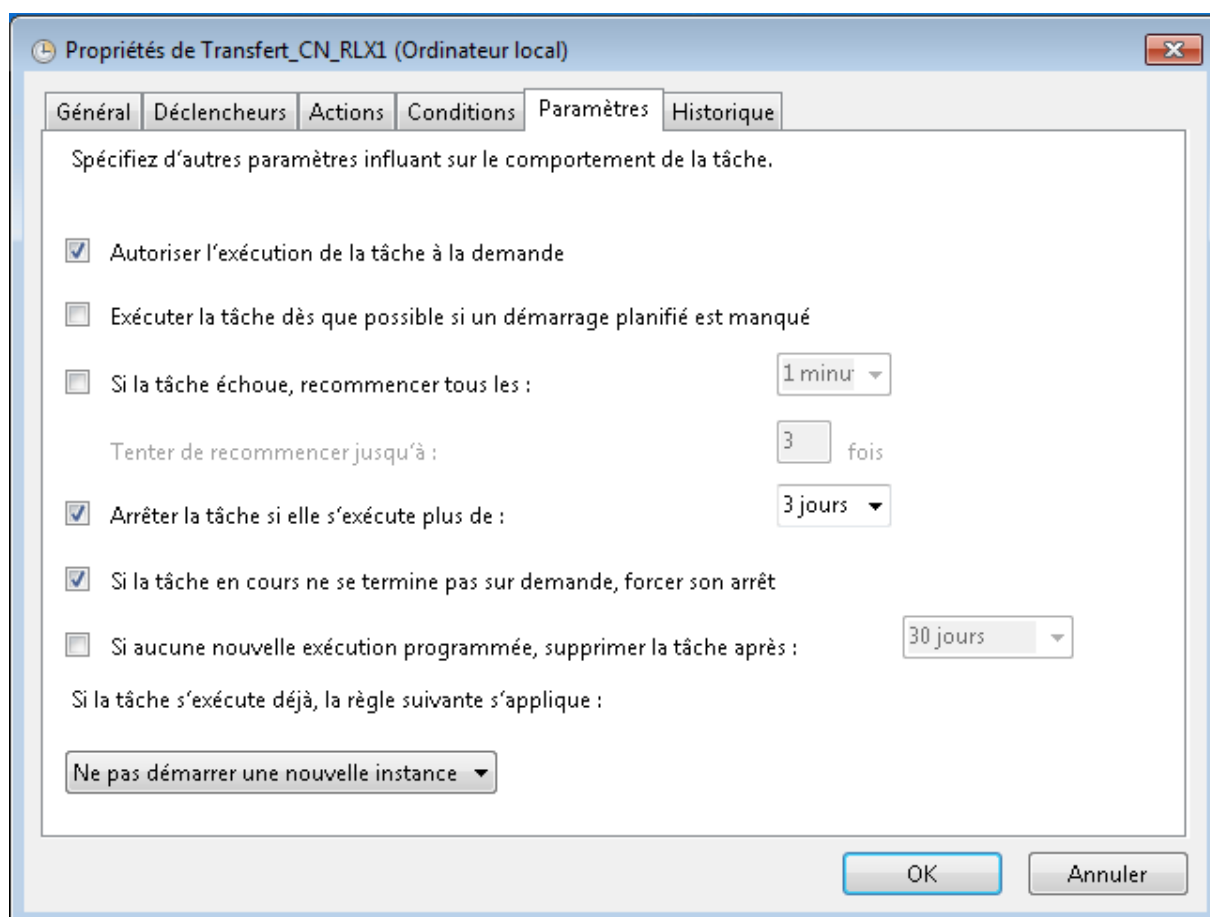 Propriétés de Transfert_CN_RLX1 (Ordinateur local)
Général Déclencheurs Actions Conditions Paramètres Historique
Spécifiez d'autres paramètres influant sur le comportement de la tâche.
Autoriser l'exécution de la tâche à la demande
Exécuter la tâche dès que possible si un démarrage planifié est manqué
Si la tâche échoue, recommencer tous les : 1 minu
Tenter de recommencer jusqu'à : 3 fois
Arrêter la tâche si elle s'exécute plus de : 3 jours
Si la tâche en cours ne se termine pas sur demande, forcer son arrêt
Si aucune nouvelle exécution programmée, supprimer la tâche après : 30 jours
Si la tâche s'exécute déjà, la règle suivante s'applique :
Ne pas démarrer une nouvelle instance
OK Annuler